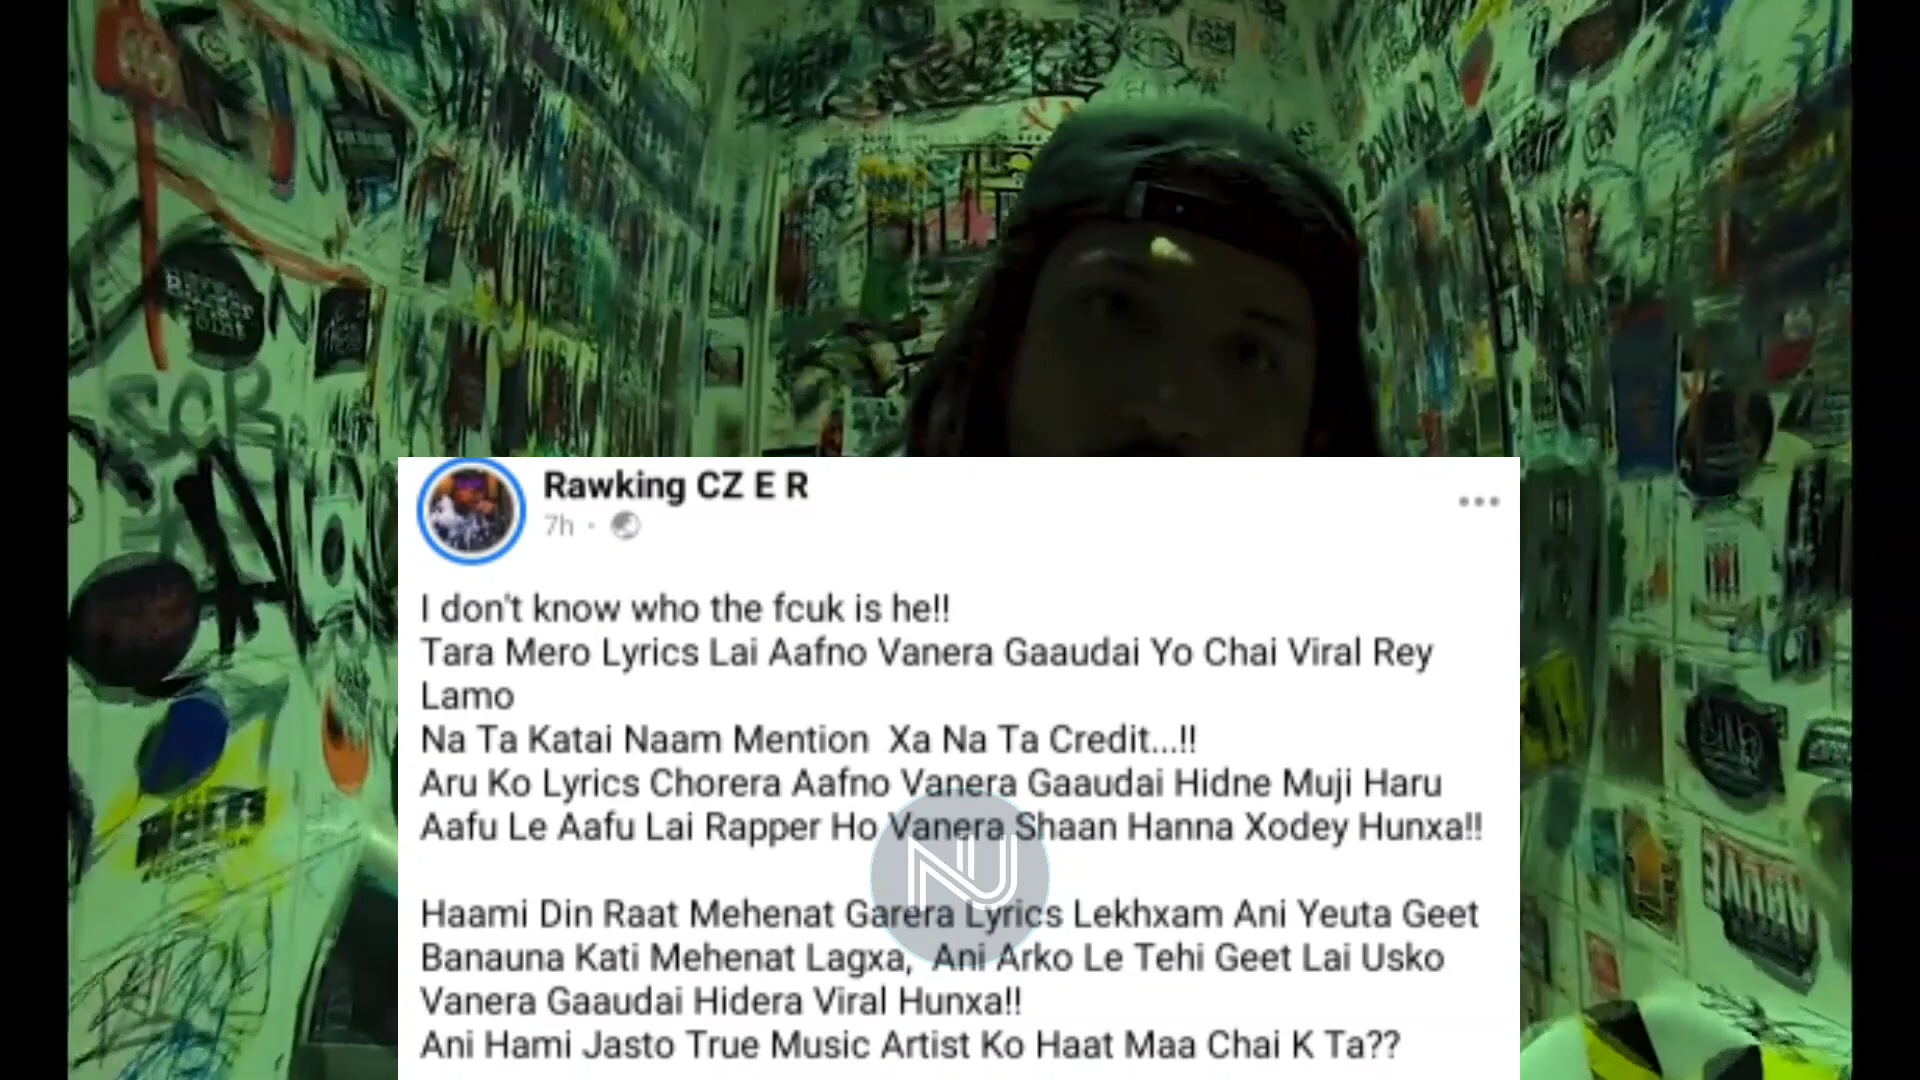 Rawking CZ E R
7h ·
I don't know who the fcuk is he!!
Tara Mero Lyrics Lai Aafno Vanera Gaaudai Yo Chai Viral Rey
Lamo
Na Ta Katai Naam Mention Xa Na Ta Credit...!!
Aru Ko Lyrics Chorera Aafno Vanera Gaaudai Hidne Muji Haru
Aafu Le Aafu Lai Rapper Ho Vanera Shaan Hanna Xodey Hunxa!!
Haami Din Raat Mehenat Garera Lyrics Lekhxam Ani Yeuta Geet
Banauna Kati Mehenat Lagxa, Ani Arko Le Tehi Geet Lai Usko
Vanera Gaaudai Hidera Viral Hunxa!!
Ani Hami Jasto True Music Artist Ko Haat Maa Chai K Ta??
NU